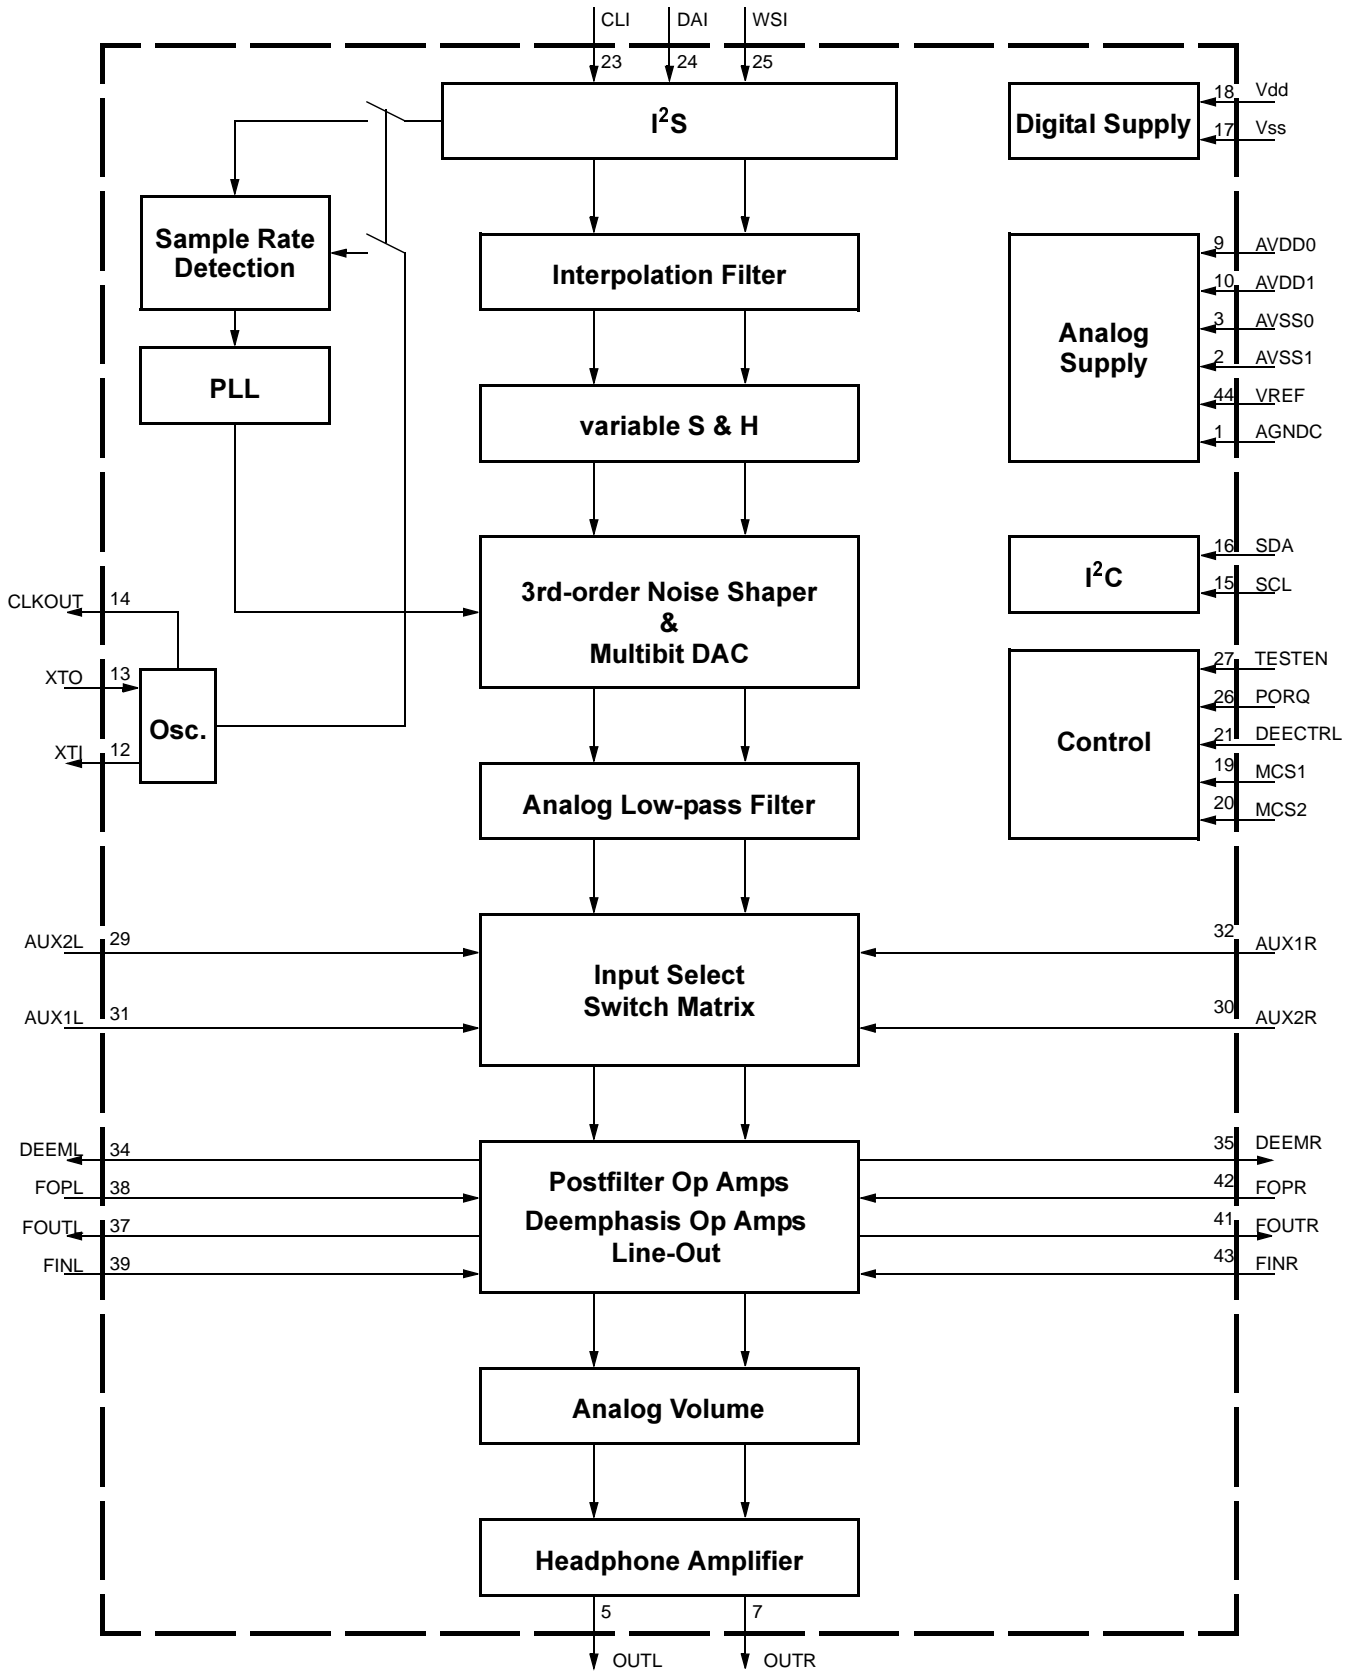 CLI
DAI
WSI
23
24
25
I²S
Digital Supply
18
Vdd
17
Vss
Sample Rate
Detection
Interpolation Filter
Analog
Supply
9
AVDD0
10
AVDD1
3
AVSS0
2
AVSS1
44
VREF
1
AGNDC
PLL
variable S & H
3rd-order Noise Shaper
&
Multibit DAC
I²C
16
SDA
15
SCL
CLKOUT
14
XTO
13
XTI
12
Osc.
Control
27
TESTEN
26
PORQ
21
DEECTRL
19
MCS1
20
MCS2
Analog Low-pass Filter
AUX2L
29
AUX1L
31
Input Select
Switch Matrix
32
AUX1R
30
AUX2R
DEEML
34
FOPL
38
FOUTL
37
FINL
39
Postfilter Op Amps
Deemphasis Op Amps
Line-Out
35
DEEMR
42
FOPR
41
FOUTR
43
FINR
Analog Volume
Headphone Amplifier
5
7
OUTL
OUTR